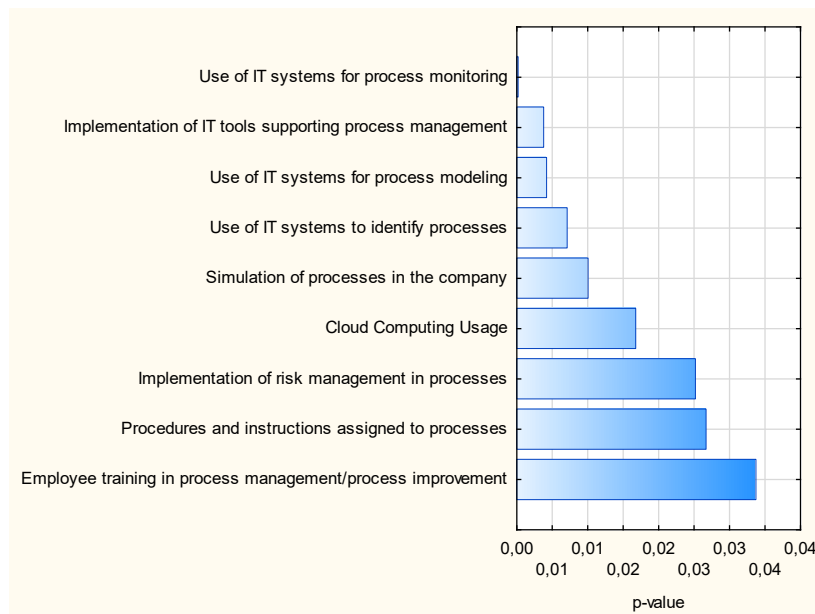 Use of IT systems for process monitoring
Implementation of IT tools supporting process management
Use of IT systems for process modeling
Use of IT systems to identify processes
Simulation of processes in the company
Cloud Computing Usage
Implementation of risk management in processes
Procedures and instructions assigned to processes
Employee training in process management/process improvement
0,00 0,01 0,02 0,03 0,04
0,01 0,02 0,03 0,04
p-value